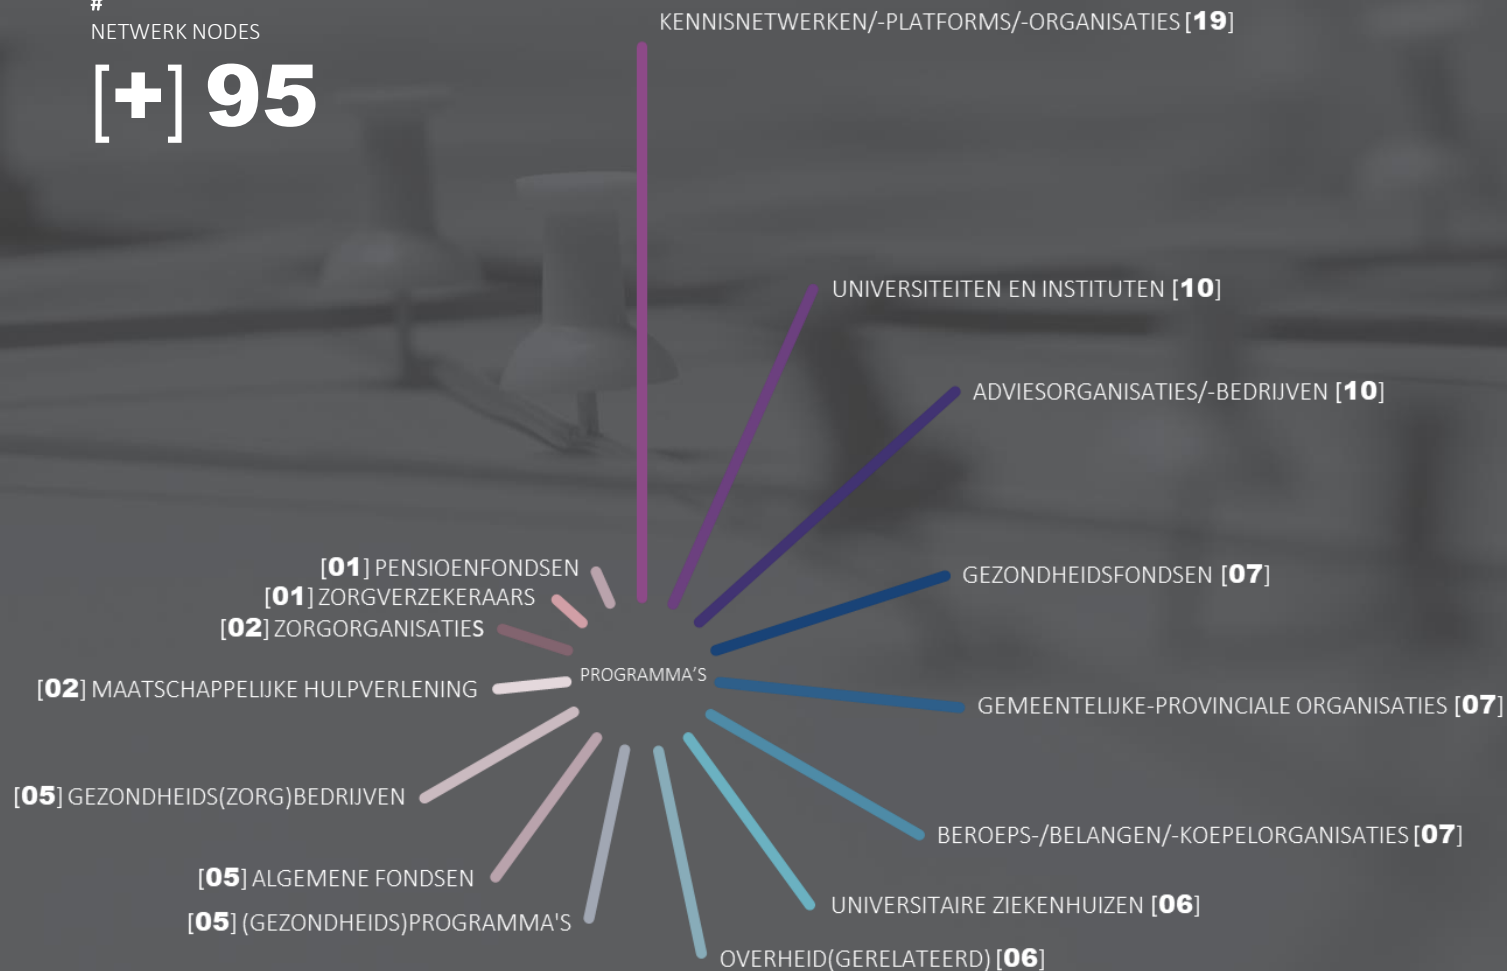 #
NETWERK NODES
[+] 95
KENNISNETWERKEN/-PLATFORMS/-ORGANISATIES [19]
UNIVERSITEITEN EN INSTITUTEN [10]
ADVIESORGANISATIES/-BEDRIJVEN [10]
GEZONDHEIDSFONDSEN [07]
GEMEENTELIJKE-PROVINCIALE ORGANISATIES [07]
BEROEPS-/BELANGEN/-KOEPELORGANISATIES [07]
UNIVERSITAIRE ZIEKENHUIZEN [06]
OVERHEID(GERELATEERD) [06]
[05] (GEZONDHEIDS)PROGRAMMA'S
[05] ALGEMENE FONDSEN
[05] GEZONDHEIDS(ZORG)BEDRIJVEN
[02] MAATSCHAPPELIJKE HULPVERLENING
[02] ZORGORGANISATIES
[01] ZORGVERZEKERAARS
[01] PENSIOENFONDSEN
PROGRAMMA’S